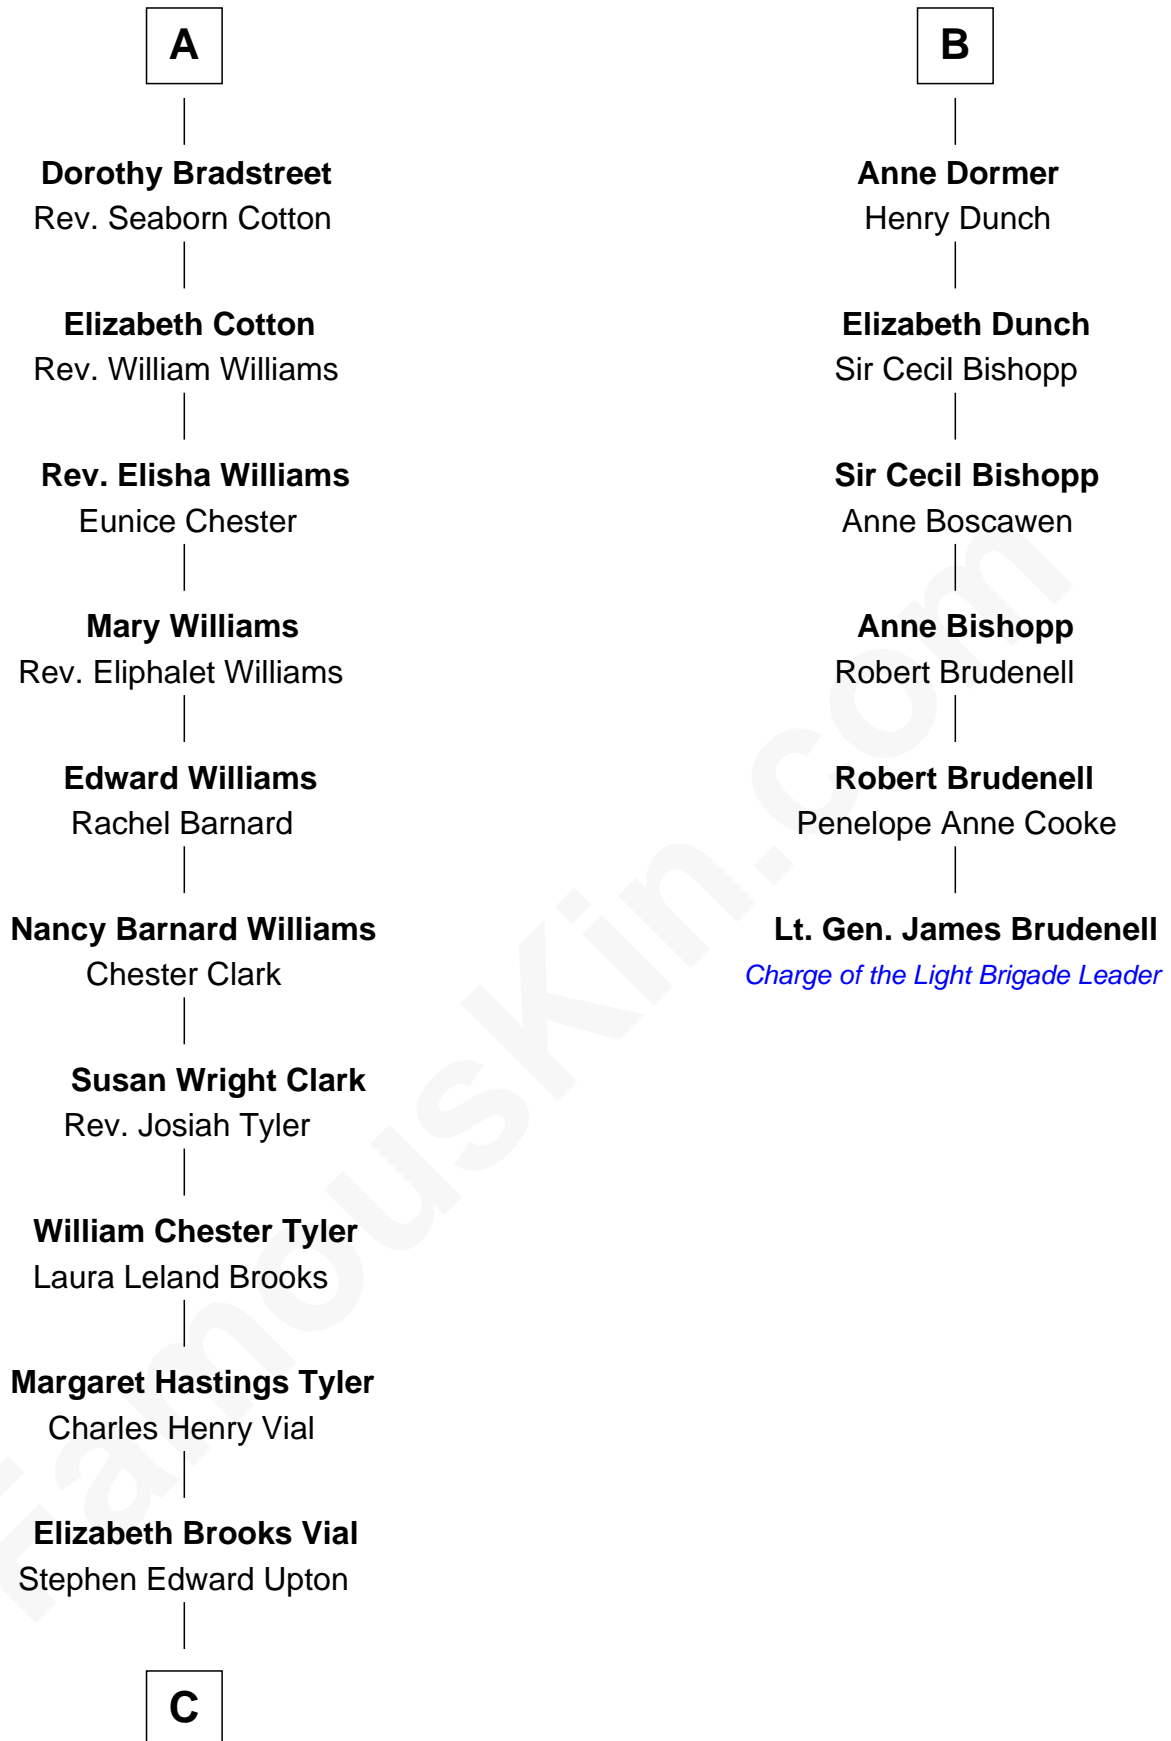 A
Dorothy Bradstreet
Rev. Seaborn Cotton
Elizabeth Cotton
Rev. William Williams
Rev. Elisha Williams
Eunice Chester
Mary Williams
Rev. Eliphalet Williams
Edward Williams
Rachel Barnard
Nancy Barnard Williams
Chester Clark
Susan Wright Clark
Rev. Josiah Tyler
William Chester Tyler
Laura Leland Brooks
Margaret Hastings Tyler
Charles Henry Vial
Elizabeth Brooks Vial
Stephen Edward Upton
C
B
Anne Dormer
Henry Dunch
Elizabeth Dunch
Sir Cecil Bishopp
Sir Cecil Bishopp
Anne Boscawen
Anne Bishopp
Robert Brudenell
Robert Brudenell
Penelope Anne Cooke
Lt. Gen. James Brudenell
Charge of the Light Brigade Leader
FamousKin.com